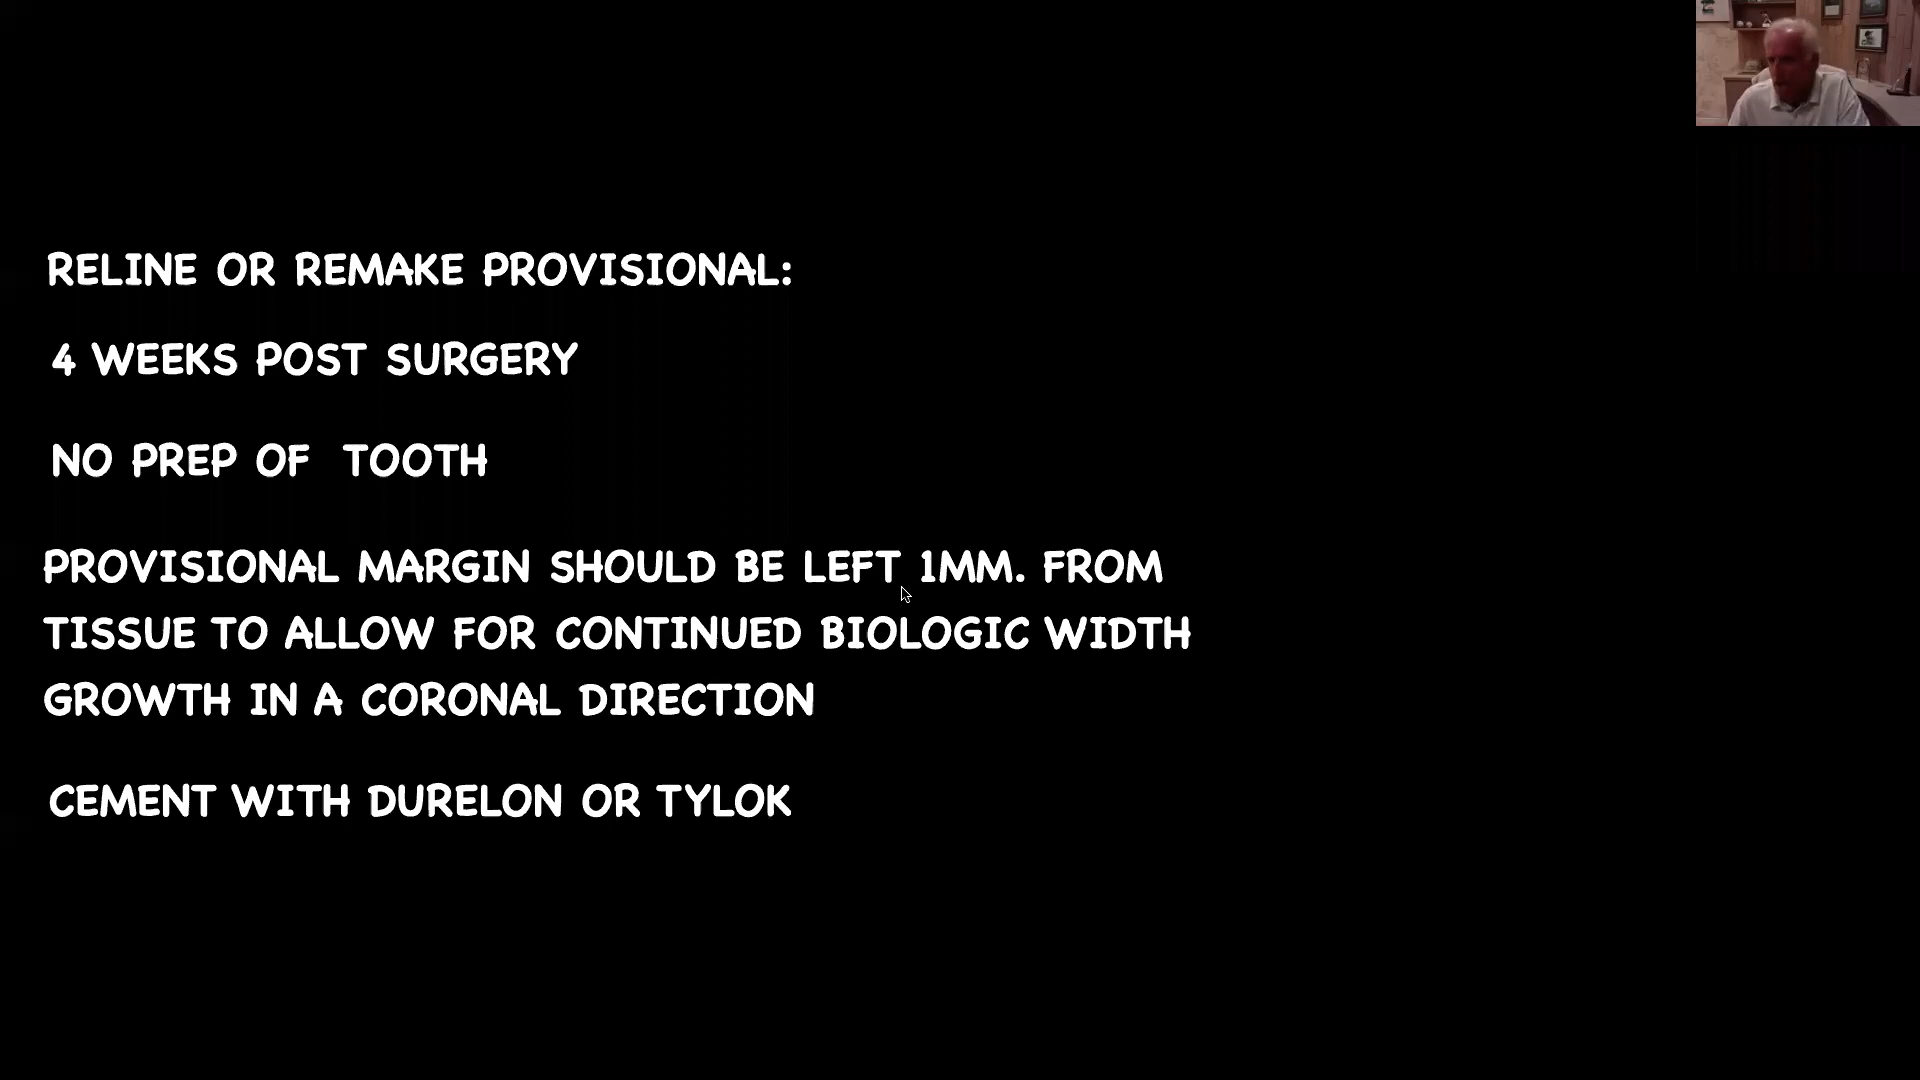 RELINE OR REMAKE PROVISIONAL:
4 WEEKS POST SURGERY
NO PREP OF TOOTH
PROVISIONAL MARGIN SHOULD BE LEFT 1MM. FROM
TISSUE TO ALLOW FOR CONTINUED BIOLOGIC WIDTH
GROWTH IN A CORONAL DIRECTION
CEMENT WITH DURELON OR TYLOK